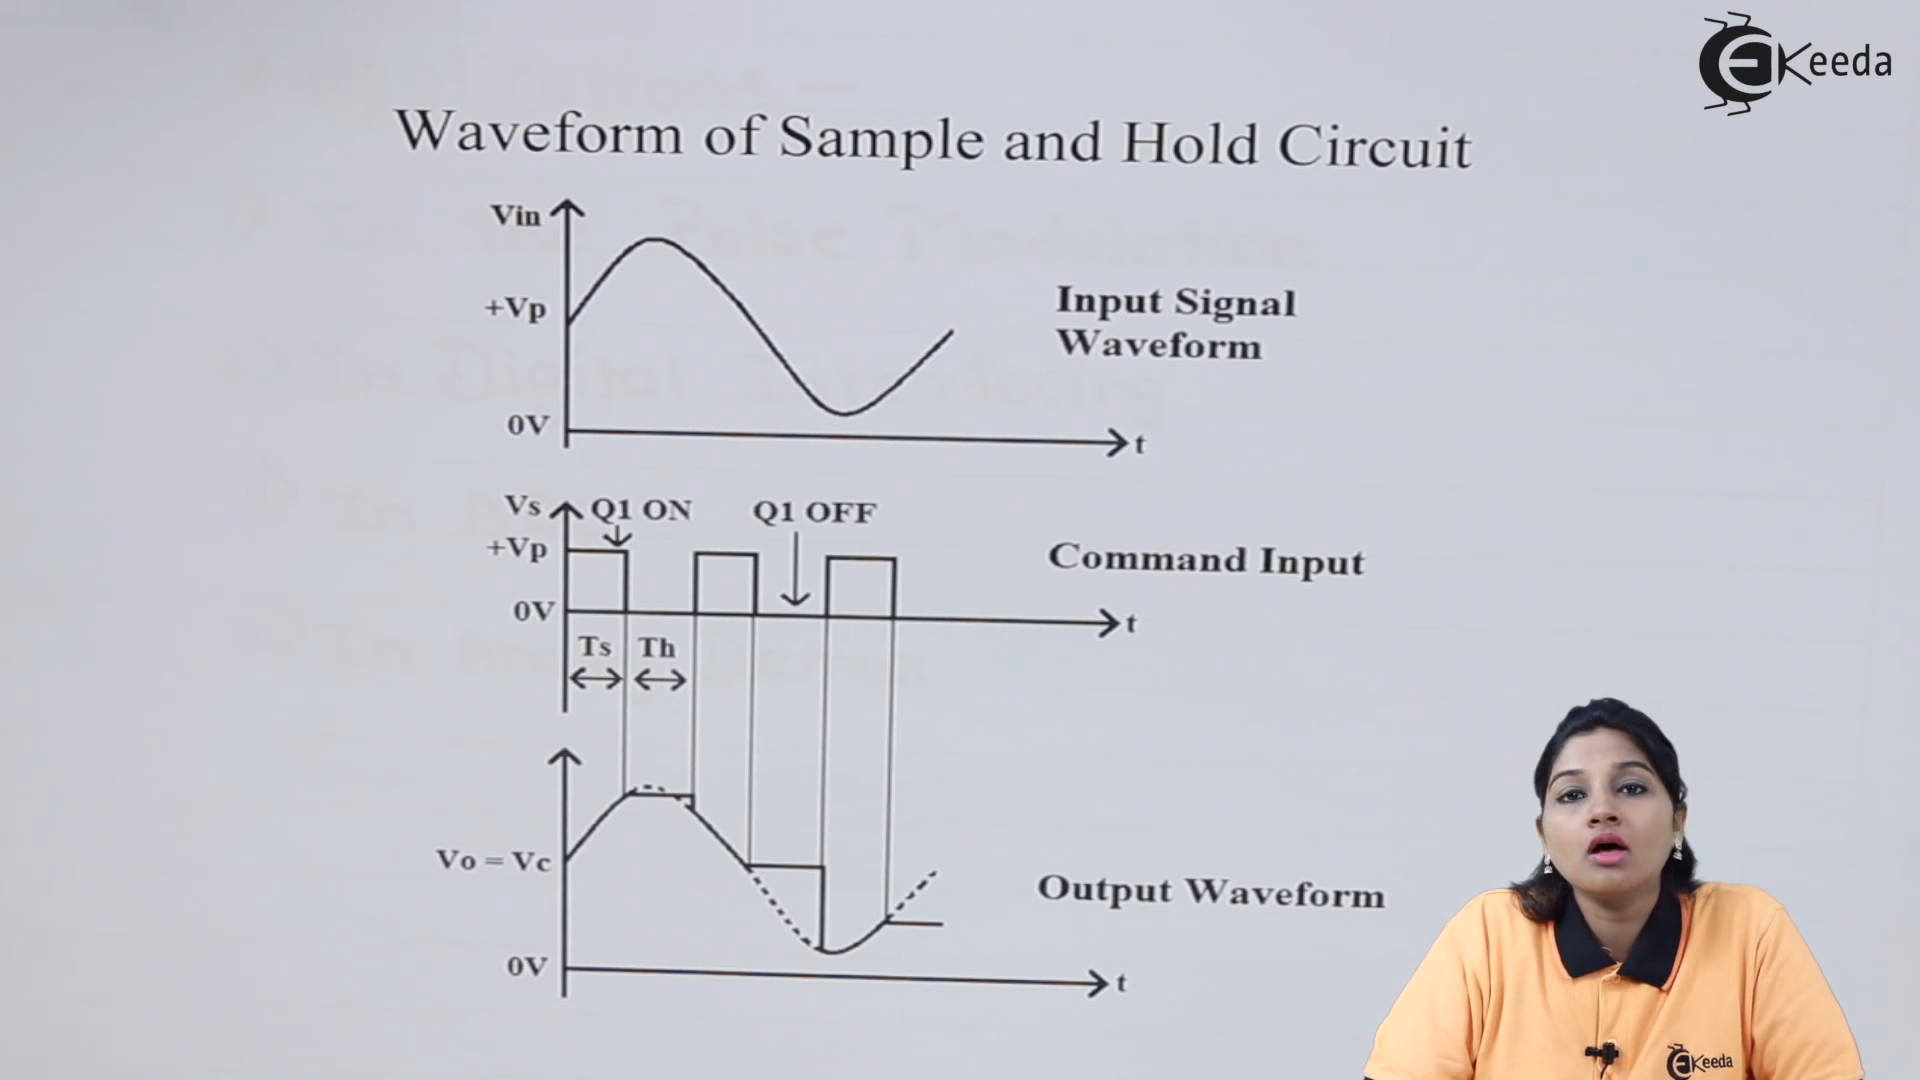 Keeda
Waveform of Sample and Hold Circuit
Vin
+Vp
0V
t
Input Signal
Waveform
Vs
Q1 ON
Q1 OFF
+Vp
0V
t
Command Input
Ts
Th
Vo = Vc
0V
t
Output Waveform
Keeda